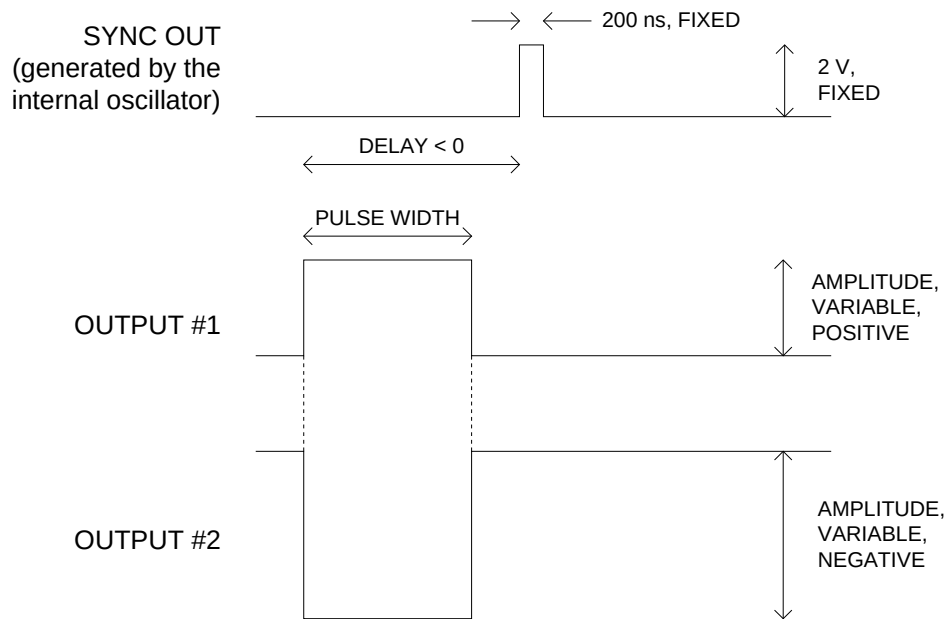 200 ns, FIXED
SYNC OUT
(generated by the
internal oscillator)
2 V,
FIXED
DELAY < 0
PULSE WIDTH
OUTPUT #1
AMPLITUDE,
VARIABLE,
POSITIVE
OUTPUT #2
AMPLITUDE,
VARIABLE,
NEGATIVE